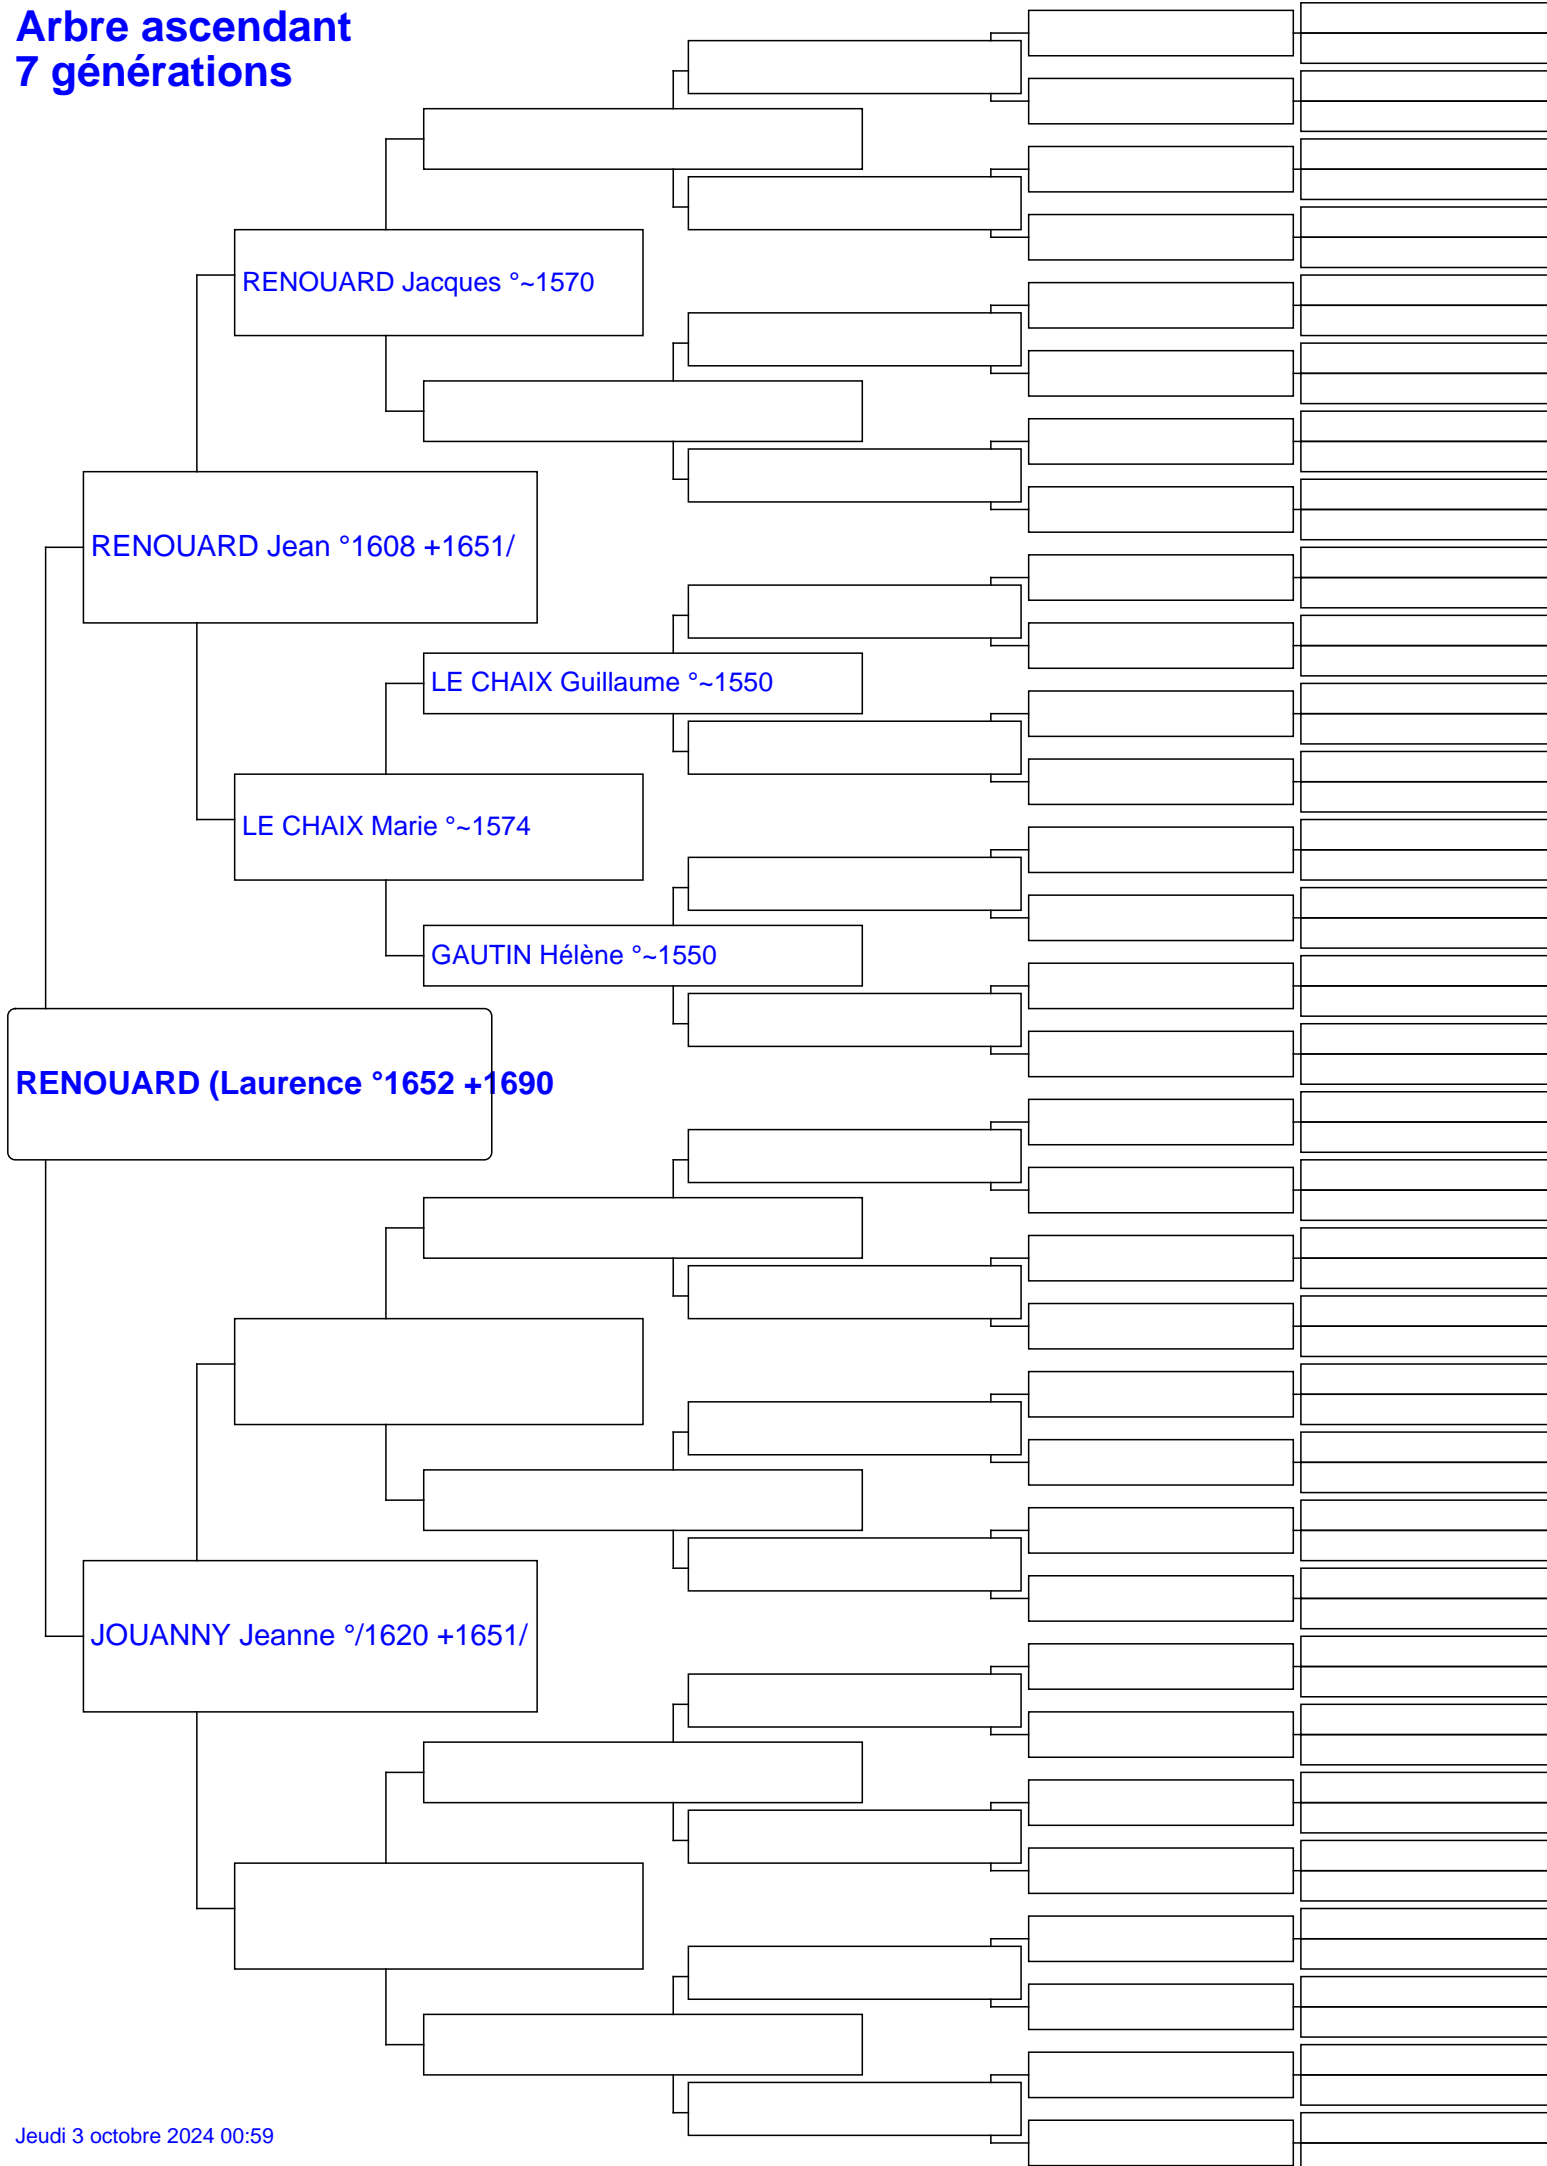 Arbre ascendant
7 générations
RENOUARD Jacques °~1570
RENOUARD Jean °1608 +1651/
LE CHAIX Guillaume °~1550
LE CHAIX Marie °~1574
GAUTIN Hélène °~1550
RENOUARD (Laurence °1652 +1690
JOUANNY Jeanne °/1620 +1651/
Jeudi 3 octobre 2024 00:59